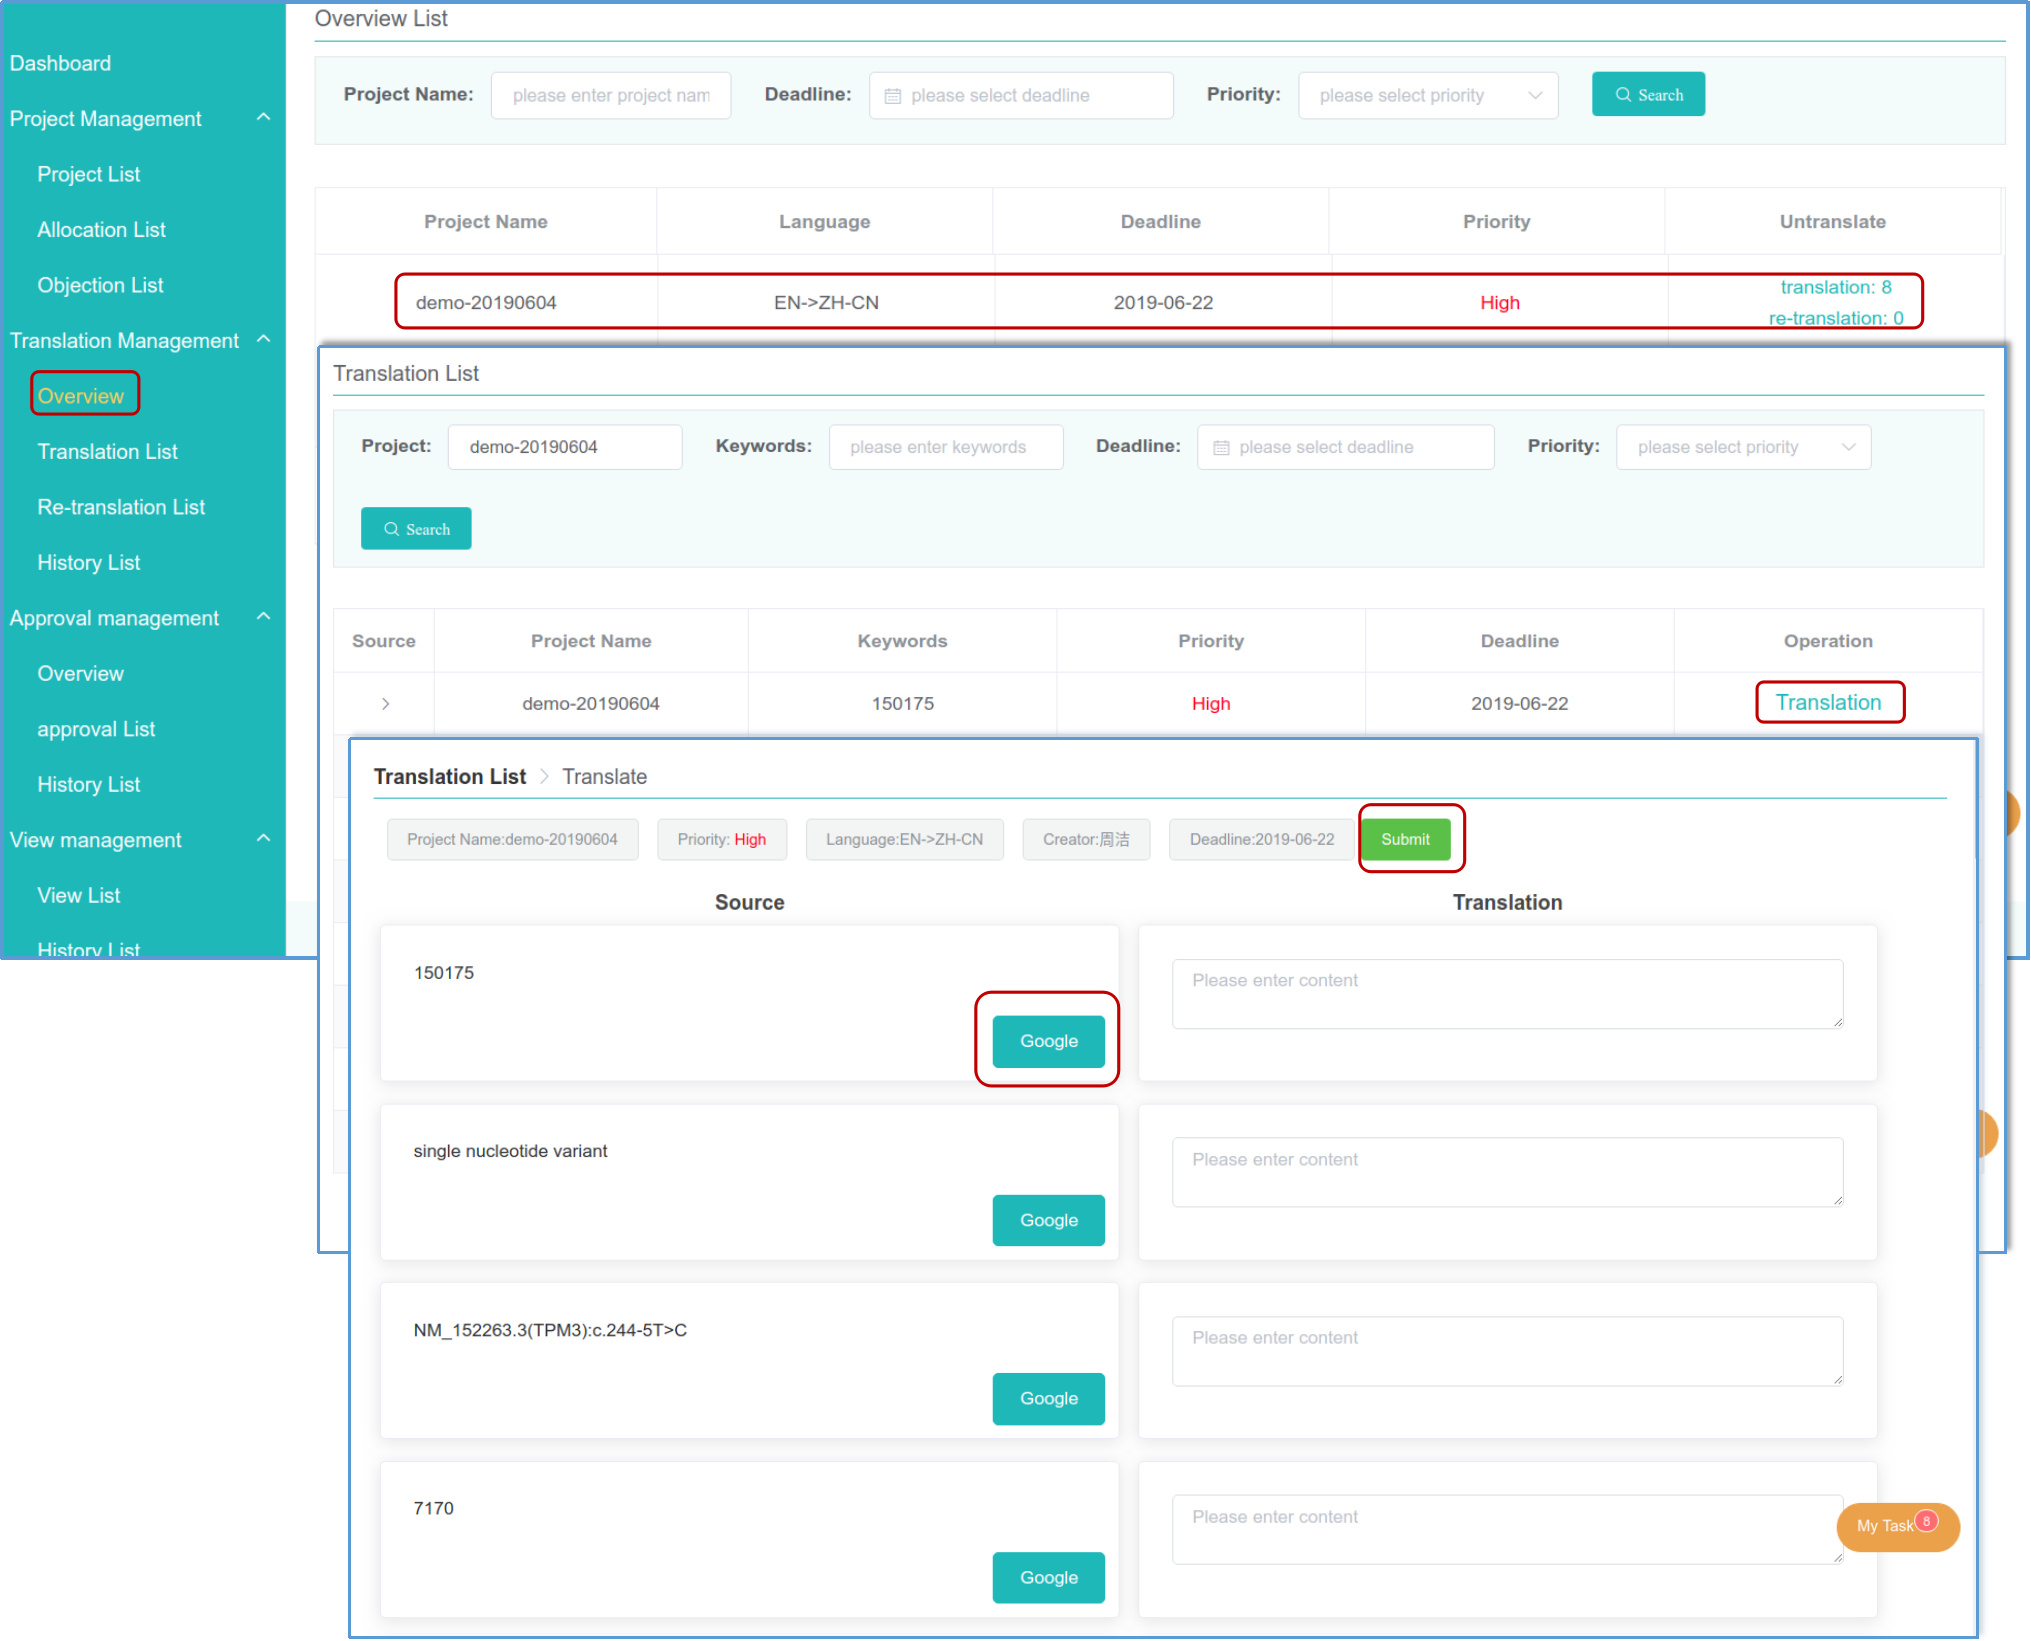 Overview List
Dashboard
Project Management
Project List
Allocation List
Objection List
Translation Management
Overview
Translation List
Re-translation List
History List
Approval management
Overview
approval List
History List
View management
View List
History List
Project Name: please enter project nam Deadline: please select deadline Priority: please select priority Search
Project Name Language Deadline Priority Untranslate
demo-20190604 EN->ZH-CN 2019-06-22 High translation: 8
re-translation: 0
Translation List
Project: demo-20190604 Keywords: please enter keywords Deadline: please select deadline Priority: please select priority
Search
Source Project Name Keywords Priority Deadline Operation
demo-20190604 150175 High 2019-06-22 Translation
Translation List > Translate
Project Name:demo-20190604 Priority: High Language:EN->ZH-CN Creator:周洁 Deadline:2019-06-22 Submit
Source Translation
150175
Please enter content
Google
single nucleotide variant
Please enter content
Google
NM_152263.3(TPM3):c.244-5T>C
Please enter content
Google
7170
Please enter content
Google
My Task 8